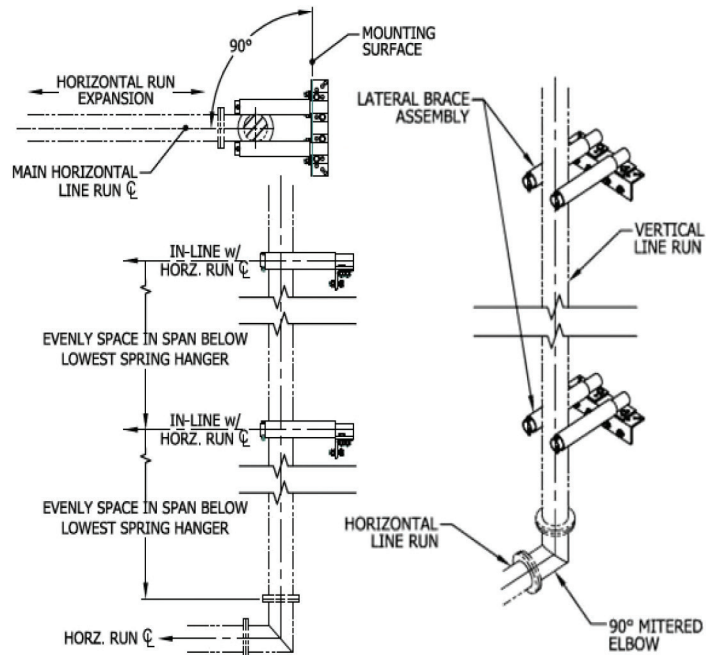 90°
MOUNTING
SURFACE
HORIZONTAL RUN
EXPANSION
MAIN HORIZONTAL
LINE RUN ℄
LATERAL BRACE
ASSEMBLY
VERTICAL
LINE RUN
IN-LINE w/
HORZ. RUN ℄
EVENLY SPACE IN SPAN BELOW
LOWEST SPRING HANGER
IN-LINE w/
HORZ. RUN ℄
EVENLY SPACE IN SPAN BELOW
LOWEST SPRING HANGER
HORIZONTAL
LINE RUN
HORZ. RUN ℄
90° MITERED
ELBOW